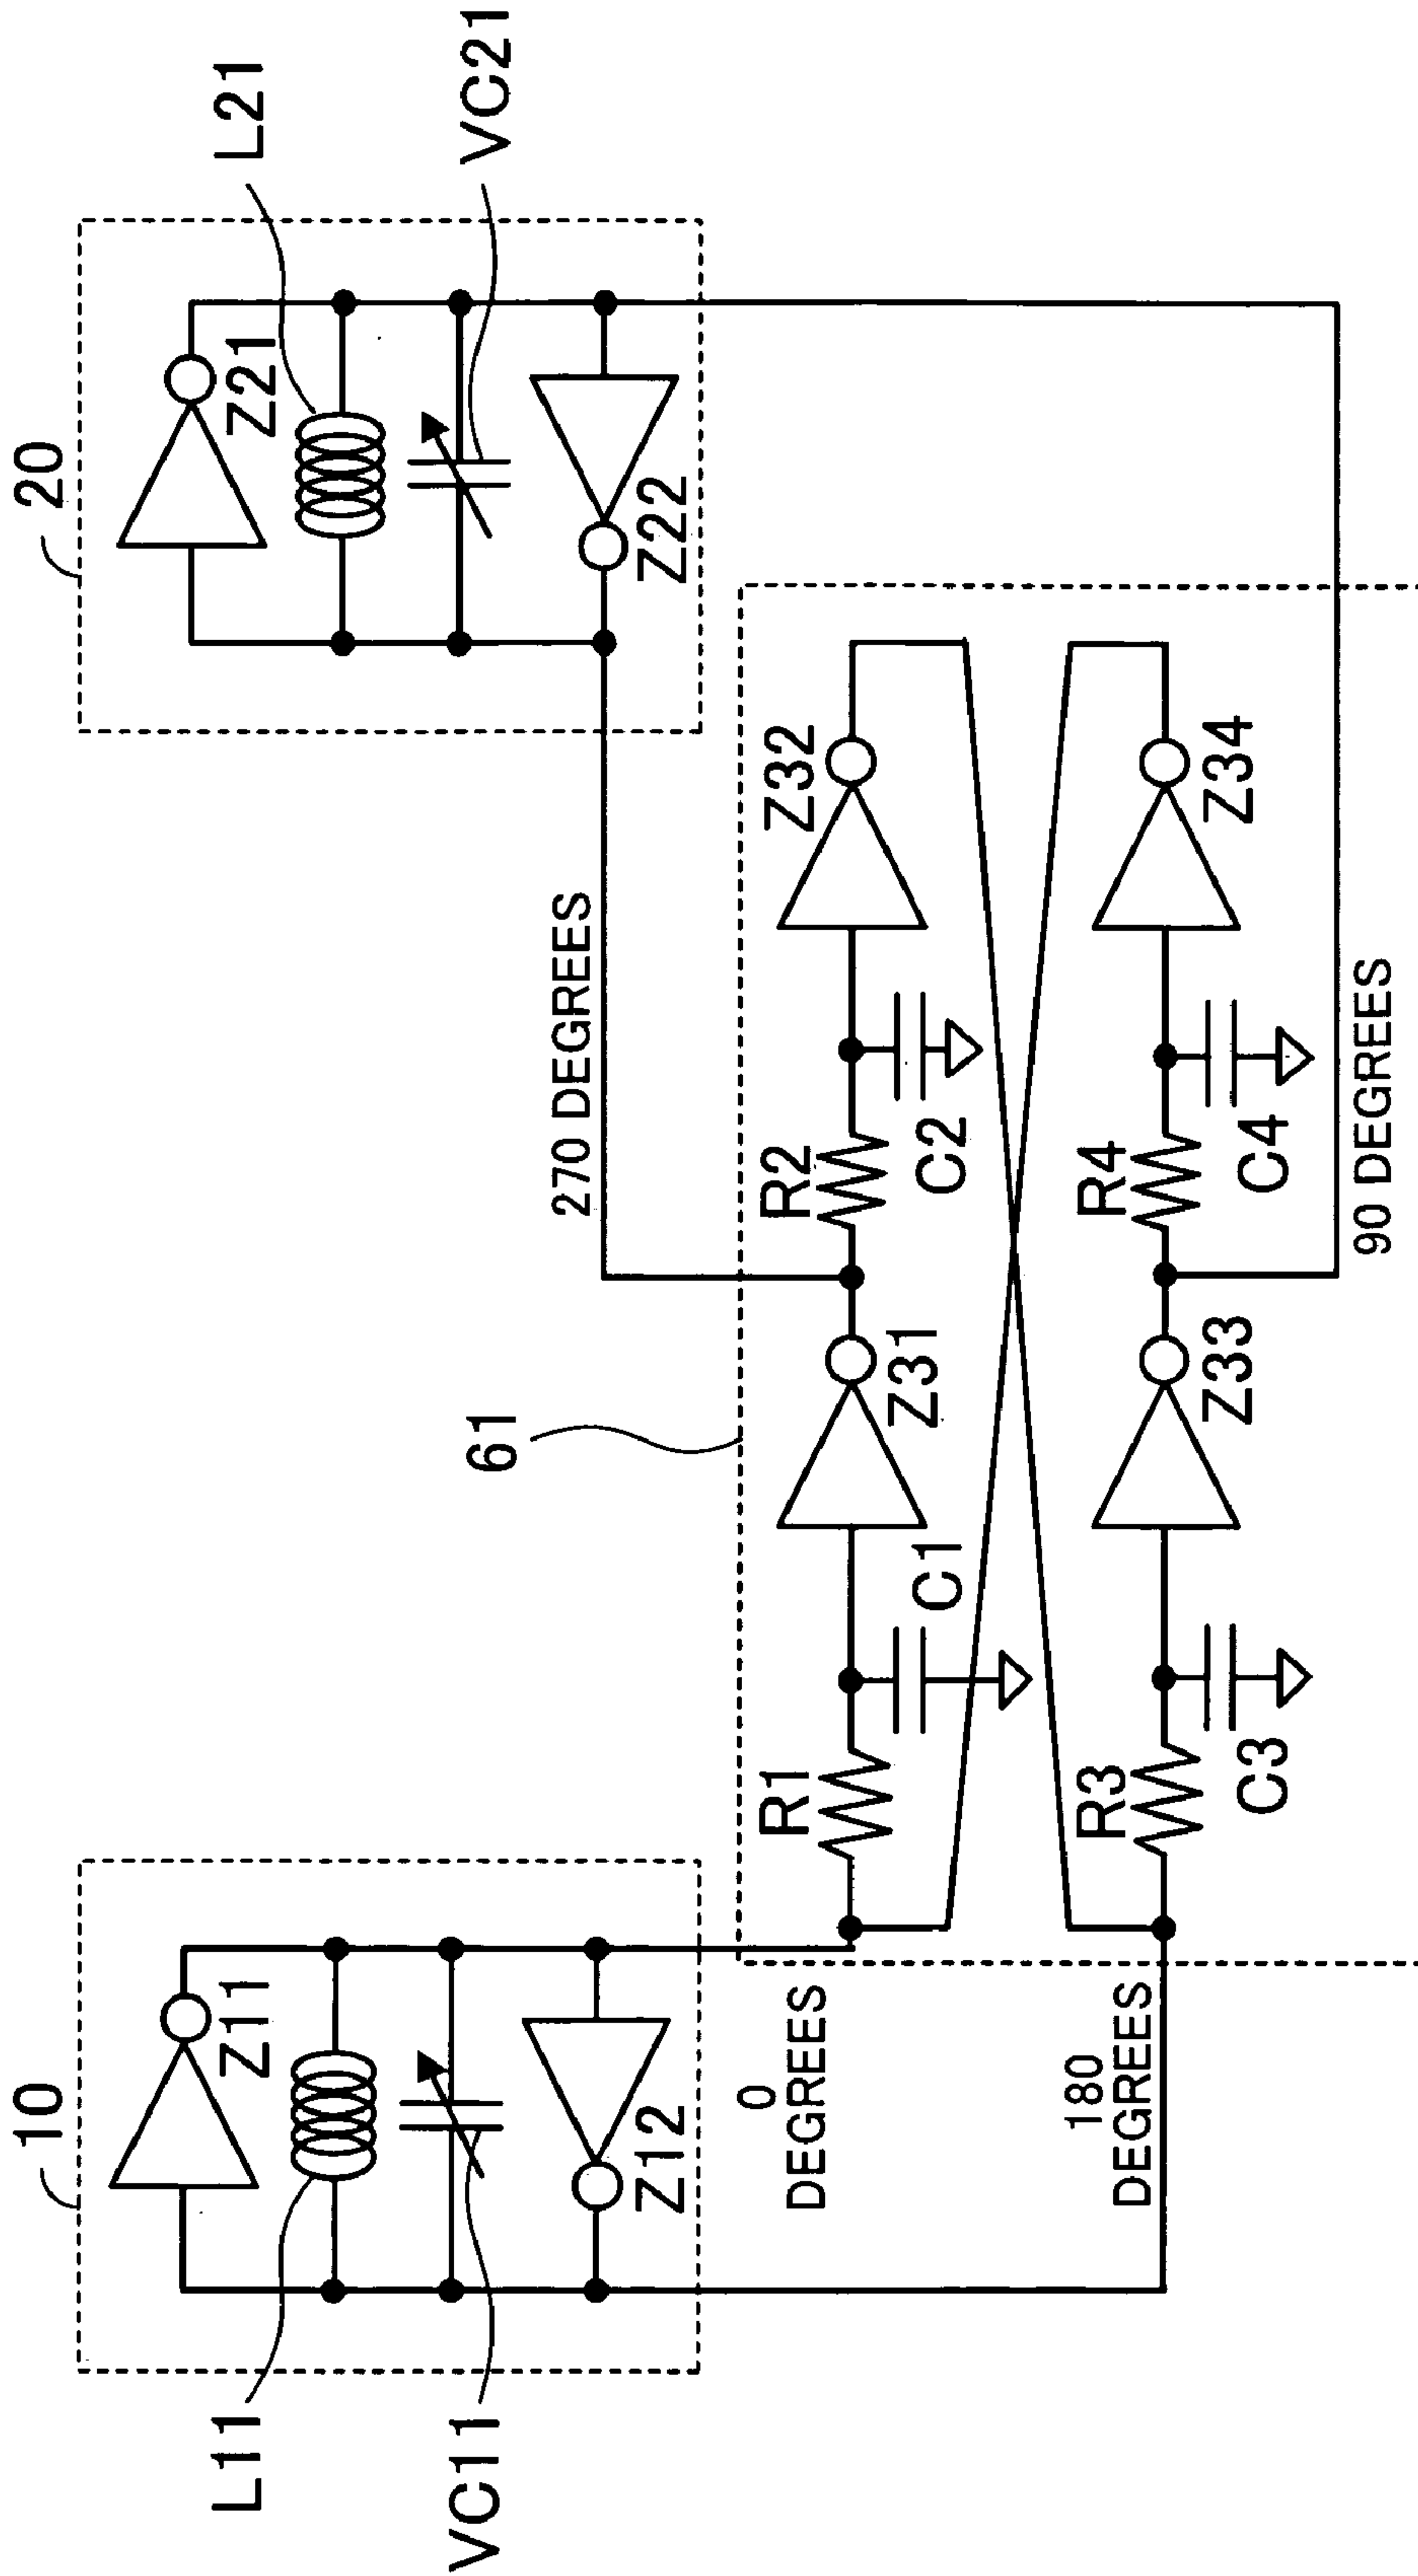 10
20
Z11
Z21
L11
L21
VC11
VC21
Z12
Z22
61
0
DEGREES
270 DEGREES
R1
C1
Z31
R2
C2
Z32
180
DEGREES
R3
C3
Z33
R4
C4
Z34
90 DEGREES